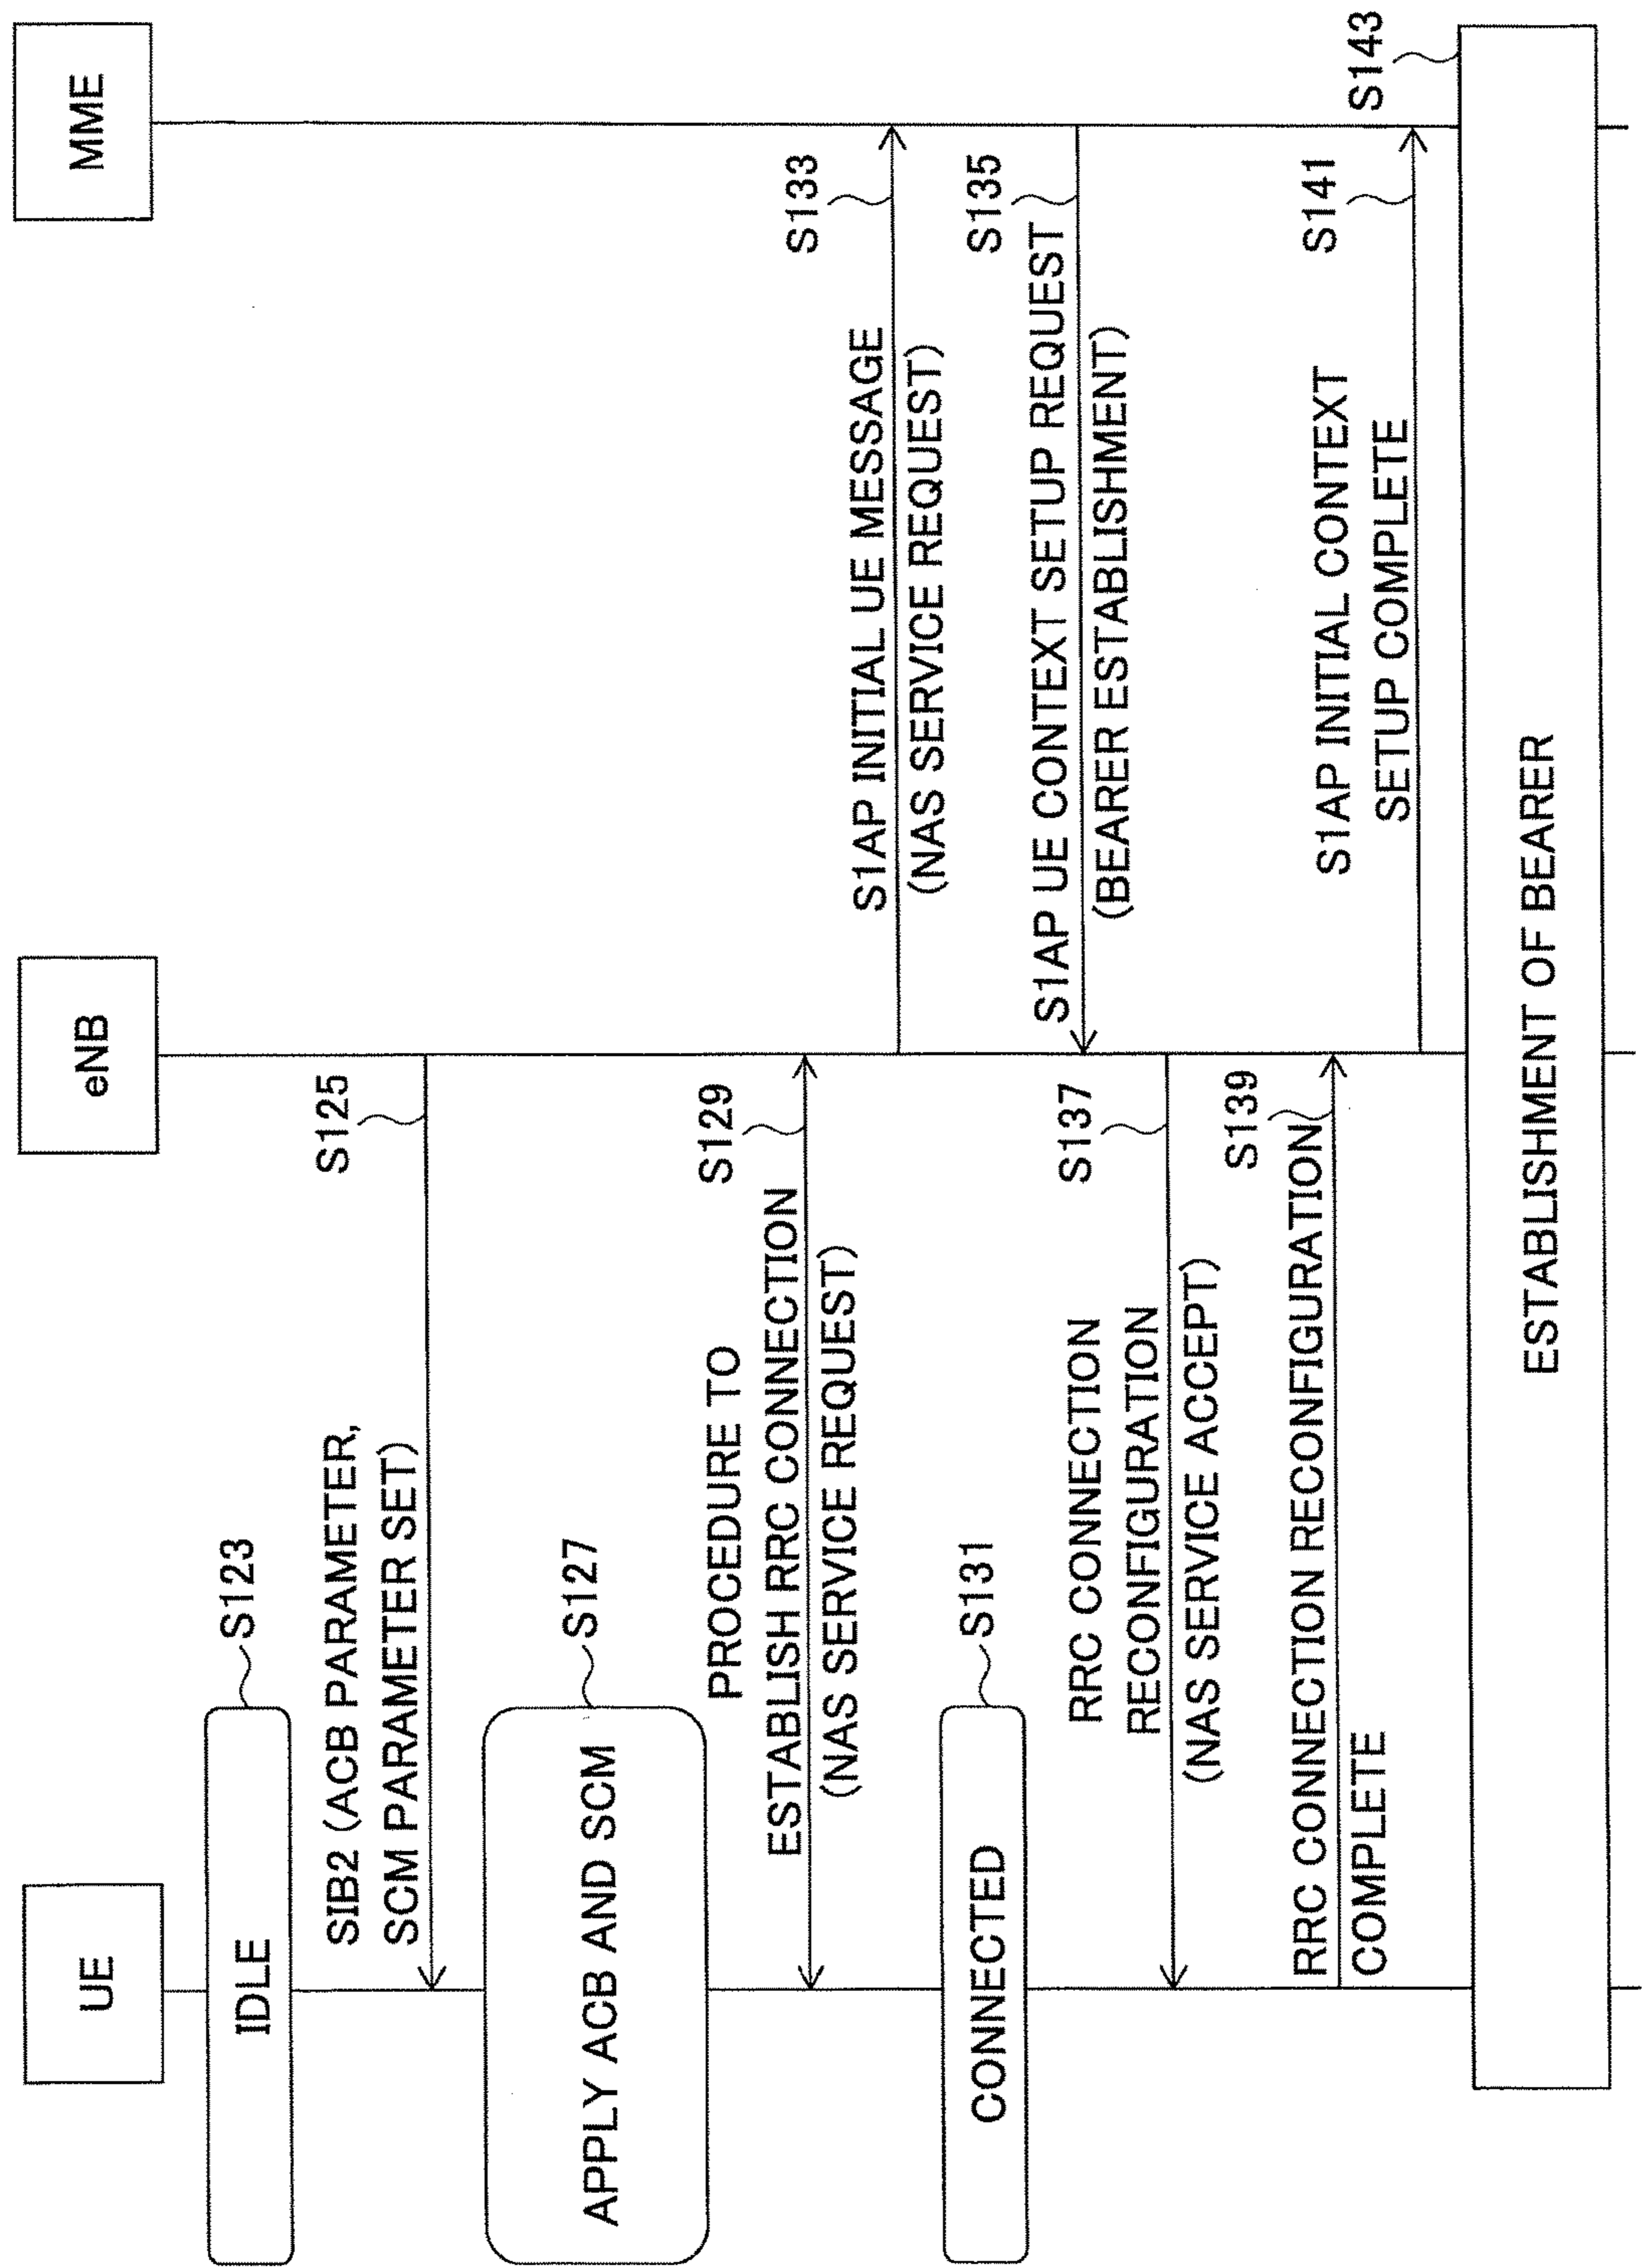 UE
eNB
MME
IDLE
S123
SIB2 (ACB PARAMETER,
SCM PARAMETER SET)
S125
APPLY ACB AND SCM
S127
PROCEDURE TO
ESTABLISH RRC CONNECTION
(NAS SERVICE REQUEST)
S129
S1AP INITIAL UE MESSAGE
(NAS SERVICE REQUEST)
S133
CONNECTED
S131
S1AP UE CONTEXT SETUP REQUEST
(BEARER ESTABLISHMENT)
S135
RRC CONNECTION
RECONFIGURATION
(NAS SERVICE ACCEPT)
S137
RRC CONNECTION RECONFIGURATION
COMPLETE
S139
S1AP INITIAL CONTEXT
SETUP COMPLETE
S141
ESTABLISHMENT OF BEARER
S143